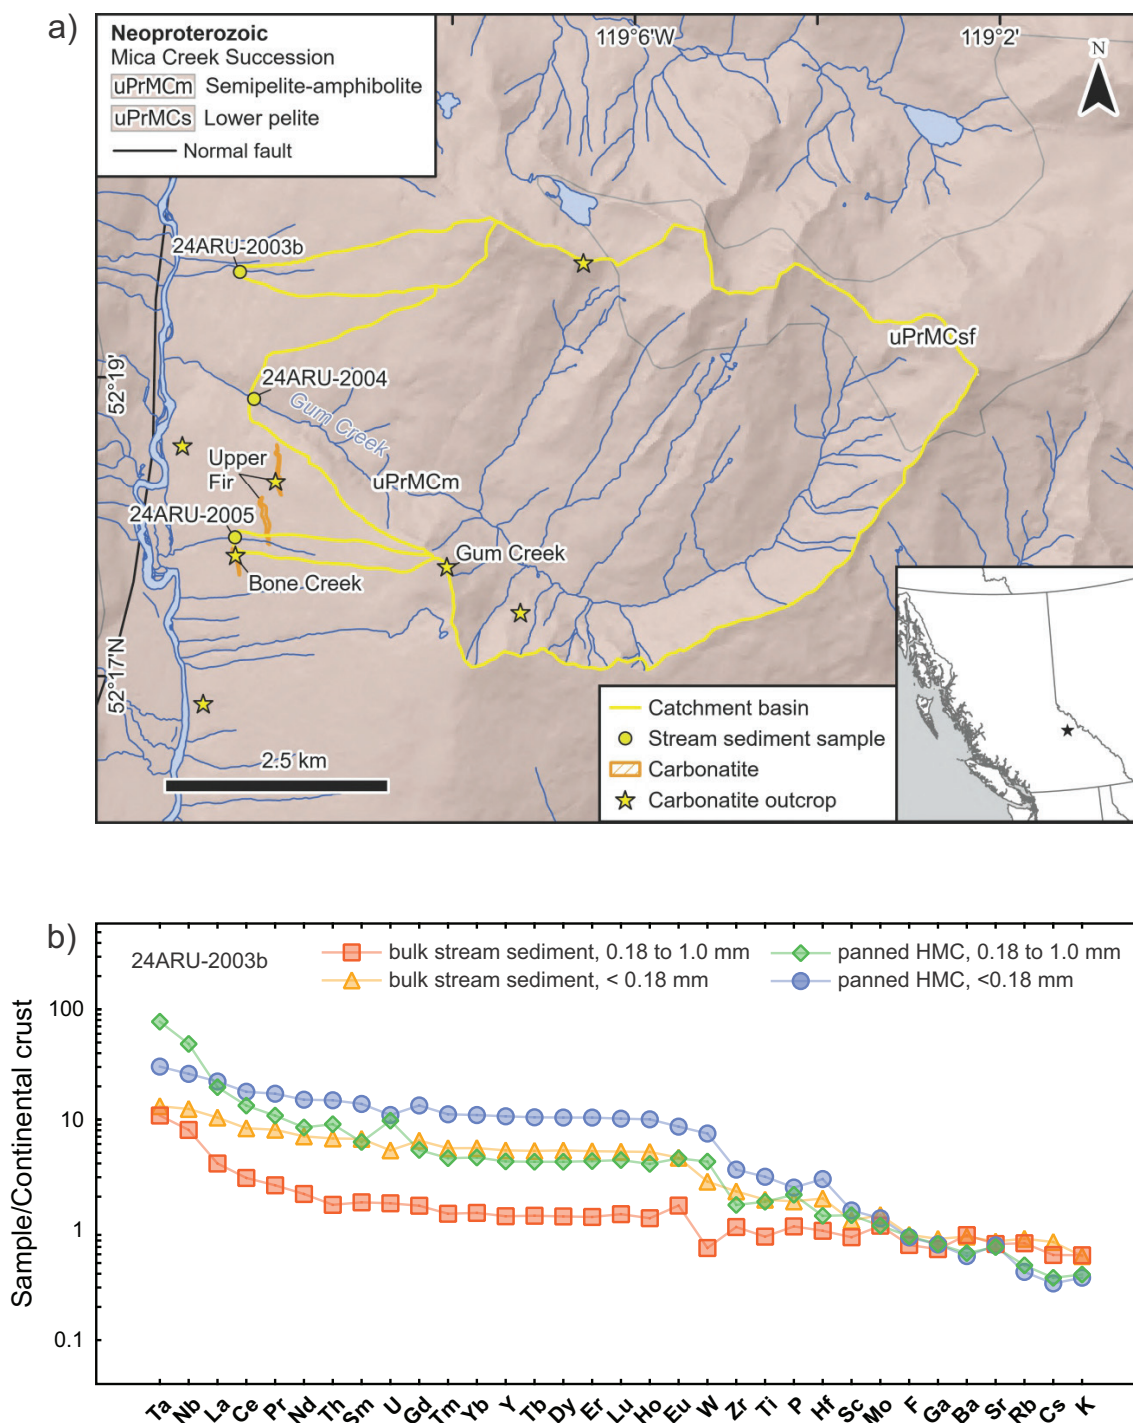 a)
Neoproterozoic
Mica Creek Succession
uPrMCm Semipelite-amphibolite
uPrMCs Lower pelite
Normal fault
119°6'W
119°2'
N
24ARU-2003b
uPrMCsf
52°19'
24ARU-2004
Gum Creek
Upper
Fir
uPrMCm
24ARU-2005
Gum Creek
Bone Creek
52°17'N
2.5 km
Catchment basin
Stream sediment sample
Carbonatite
Carbonatite outcrop
b)
24ARU-2003b
bulk stream sediment, 0.18 to 1.0 mm
panned HMC, 0.18 to 1.0 mm
bulk stream sediment, < 0.18 mm
panned HMC, <0.18 mm
Sample/Continental crust
100
10
1
0.1
Ta Nb La Ce Pr Nd Th Sm U Gd Tm Yb Y Tb Dy Er Lu Ho Eu W Zr Ti P Hf Sc Mo F Ga Ba Sr Rb Cs K